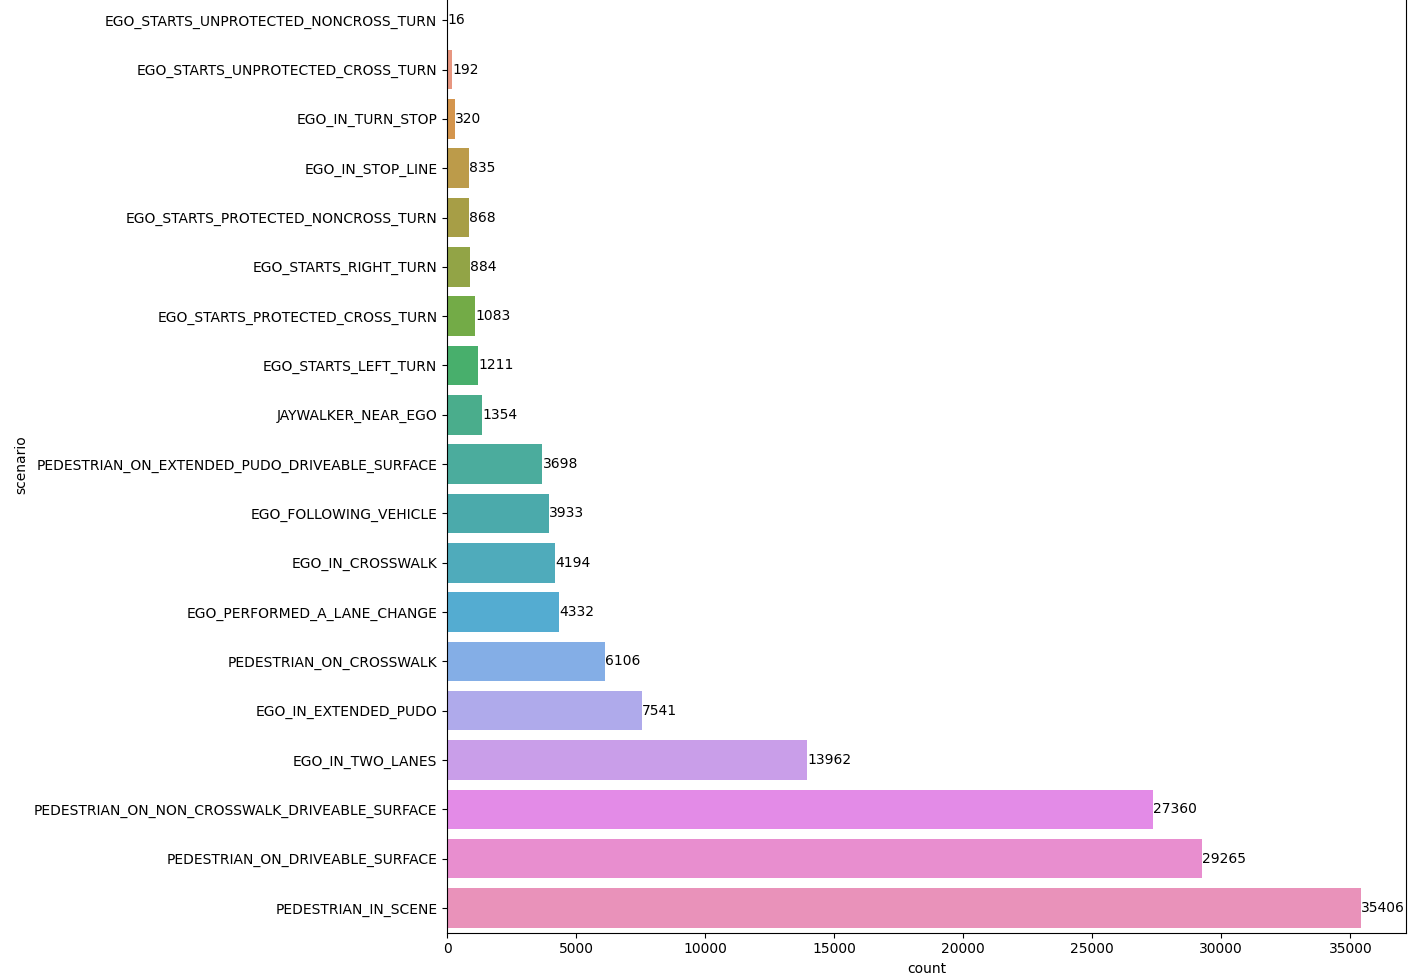 EGO_STARTS_UNPROTECTED_NONCROSS_TURN 16
EGO_STARTS_UNPROTECTED_CROSS_TURN 192
EGO_IN_TURN_STOP 320
EGO_IN_STOP_LINE 835
EGO_STARTS_PROTECTED_NONCROSS_TURN 868
EGO_STARTS_RIGHT_TURN 884
EGO_STARTS_PROTECTED_CROSS_TURN 1083
EGO_STARTS_LEFT_TURN 1211
JAYWALKER_NEAR_EGO 1354
scenario
PEDESTRIAN_ON_EXTENDED_PUDO_DRIVEABLE_SURFACE 3698
EGO_FOLLOWING_VEHICLE 3933
EGO_IN_CROSSWALK 4194
EGO_PERFORMED_A_LANE_CHANGE 4332
PEDESTRIAN_ON_CROSSWALK 6106
EGO_IN_EXTENDED_PUDO 7541
EGO_IN_TWO_LANES 13962
PEDESTRIAN_ON_NON_CROSSWALK_DRIVEABLE_SURFACE 27360
PEDESTRIAN_ON_DRIVEABLE_SURFACE 29265
PEDESTRIAN_IN_SCENE 35406
0 5000 10000 15000 20000 25000 30000 35000
count